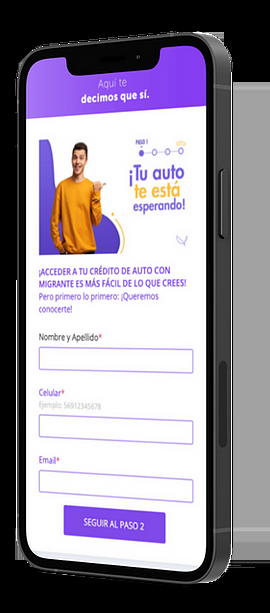 Aquí te
decimos que sí.
PASO 1
¡Tu auto
te está
esperando!
¡ACCEDER A TU CRÉDITO DE AUTO CON
MIGRANTE ES MÁS FÁCIL DE LO QUE CREES!
Pero primero lo primero: ¡Queremos
conocerte!
Nombre y Apellido*
Celular*
Ejemplo: 56912345678
Email*
SEGUIR AL PASO 2